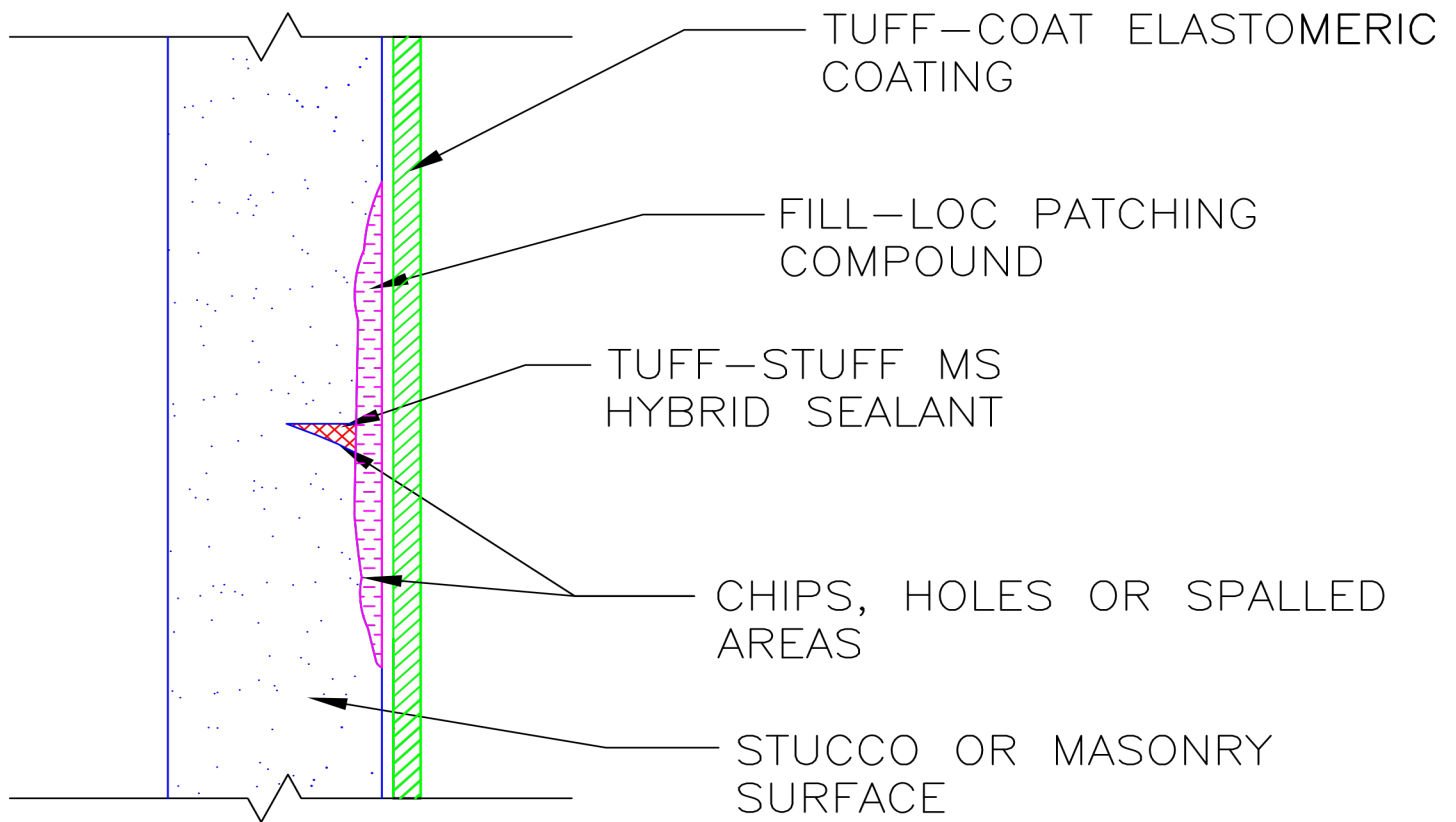 TUFF-COAT ELASTOMERIC
COATING
FILL-LOC PATCHING
COMPOUND
TUFF-STUFF MS
HYBRID SEALANT
CHIPS, HOLES OR SPALLED
AREAS
STUCCO OR MASONRY
SURFACE